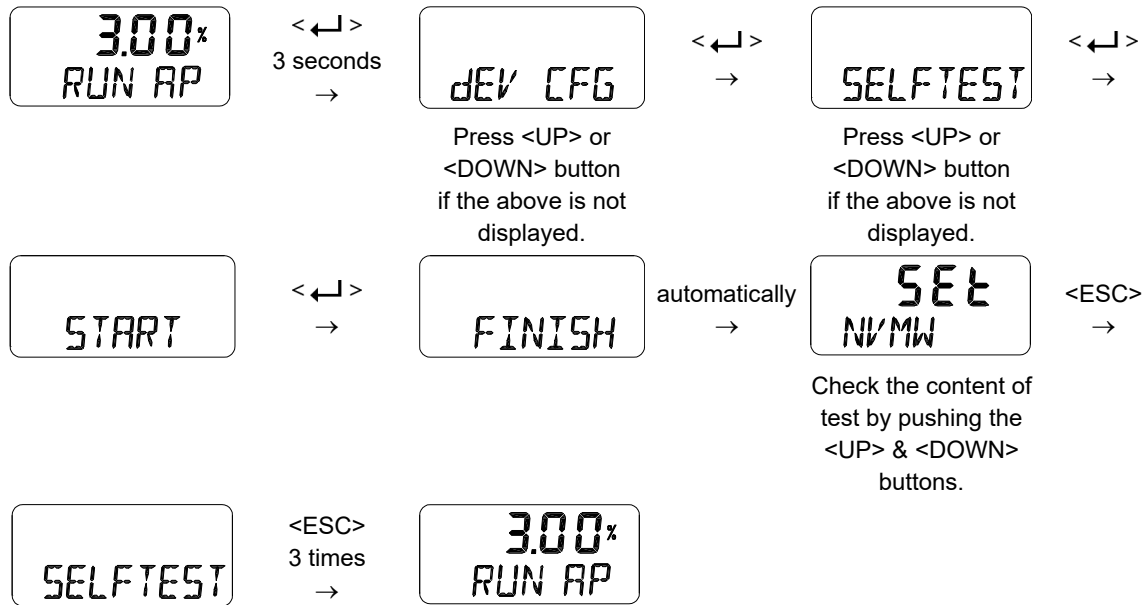 3.00%
RUN AP
< ↵ >
3 seconds
→
dEV CFG
Press <UP> or
<DOWN> button
if the above is not
displayed.
< ↵ >
→
SELFTEST
Press <UP> or
<DOWN> button
if the above is not
displayed.
< ↵ >
→
START
< ↵ >
→
FINISH
automatically
→
SEt
NVMW
Check the content of
test by pushing the
<UP> & <DOWN>
buttons.
<ESC>
→
SELFTEST
<ESC>
3 times
→
3.00%
RUN AP